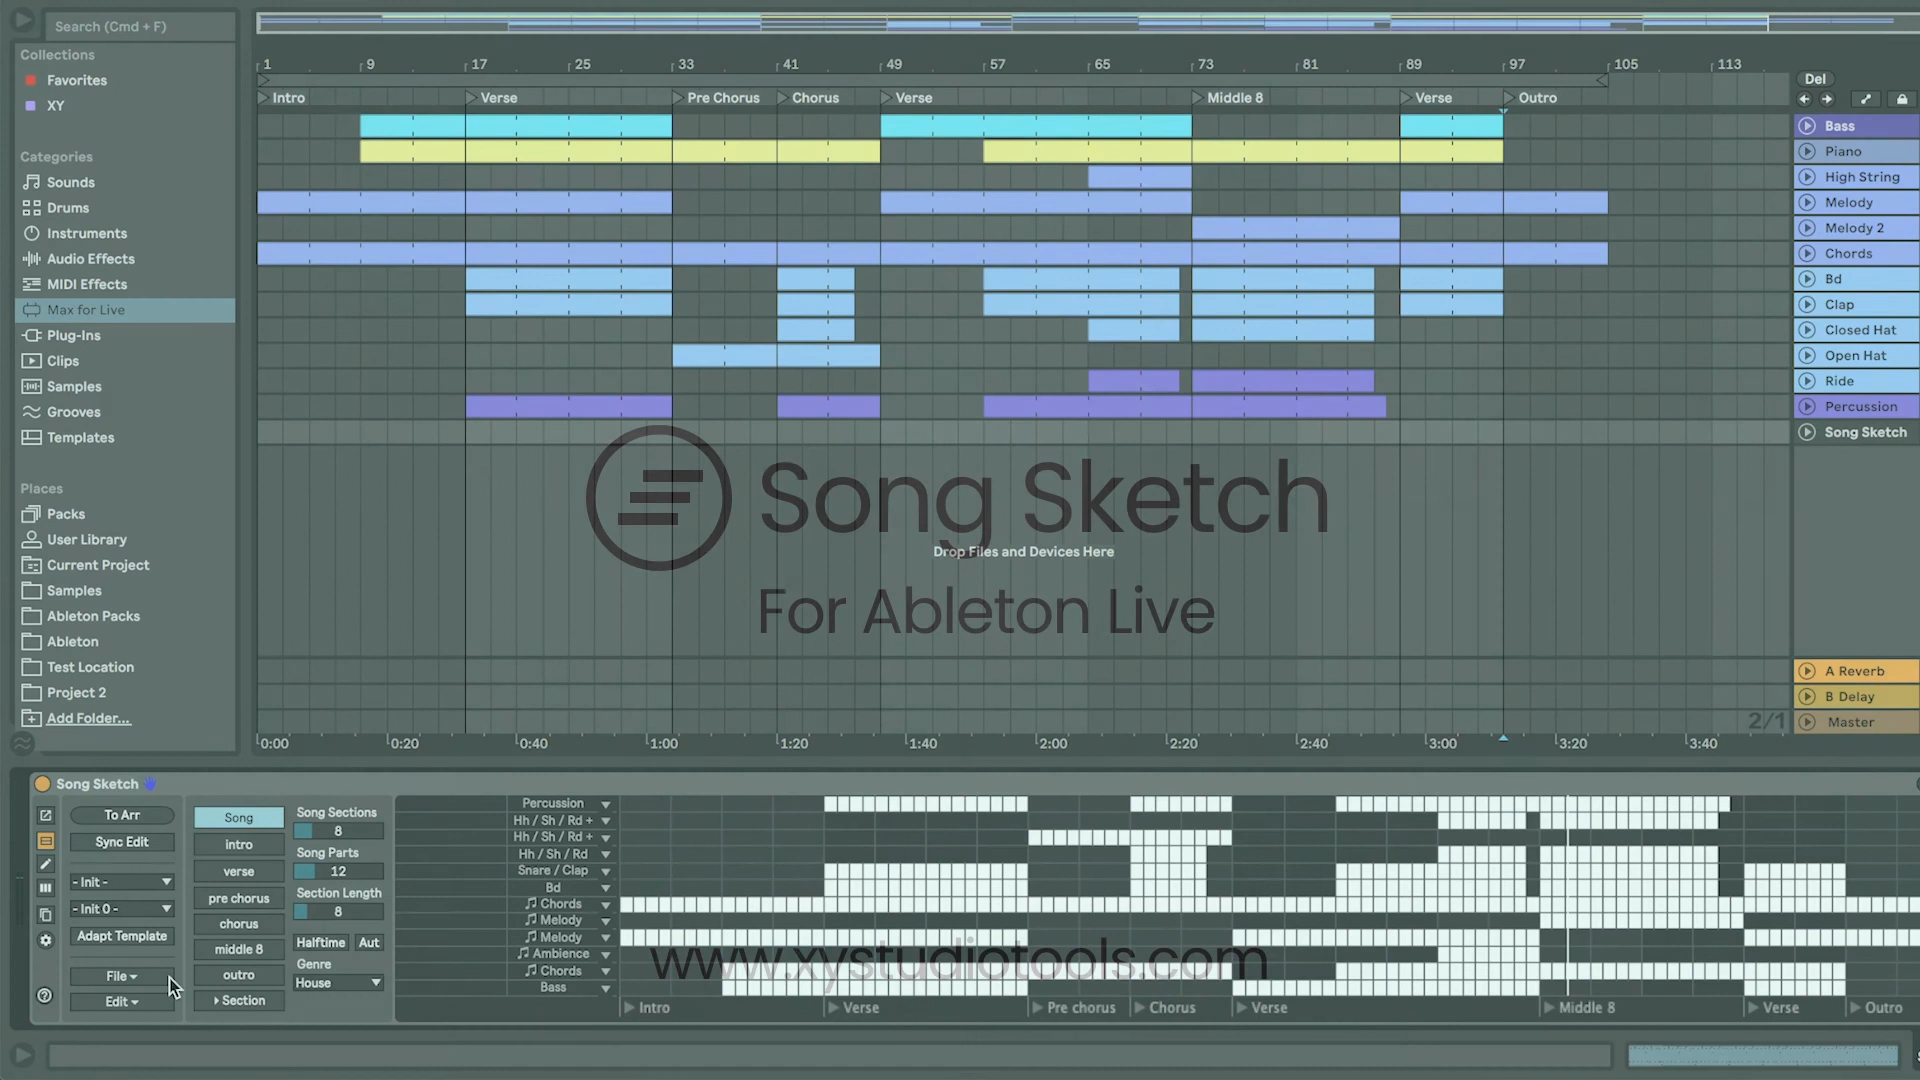 Search (Cmd + F)
Collections
Favorites
XY
Categories
Sounds
Drums
Instruments
Audio Effects
MIDI Effects
Max for Live
Plug-Ins
Clips
Samples
Grooves
Templates
Places
Packs
User Library
Current Project
Samples
Ableton Packs
Ableton
Test Location
Project 2
Add Folder...
1 9 17 25 33 41 49 57 65 73 81 89 97 105 113
Intro Verse Pre Chorus Chorus Verse Middle 8 Verse Outro
Del
Bass
Piano
High String
Melody
Melody 2
Chords
Bd
Clap
Closed Hat
Open Hat
Ride
Percussion
Song Sketch
Song Sketch
Drop Files and Devices Here
For Ableton Live
A Reverb
B Delay
Master
2/1
0:00 0:20 0:40 1:00 1:20 1:40 2:00 2:20 2:40 3:00 3:20 3:40
Song Sketch
To Arr
Sync Edit
- Init -
- Init 0 -
Adapt Template
File
Edit
Song
intro
verse
pre chorus
chorus
middle 8
outro
Section
Song Sections
8
Song Parts
12
Section Length
8
Halftime Aut
Genre
House
Percussion
Hh / Sh / Rd +
Hh / Sh / Rd +
Hh / Sh / Rd
Snare / Clap
Bd
Chords
Melody
Melody
Ambience
Chords
Bass
www.xystudiotools.com
Intro Verse Pre chorus Chorus Verse Middle 8 Verse Outro